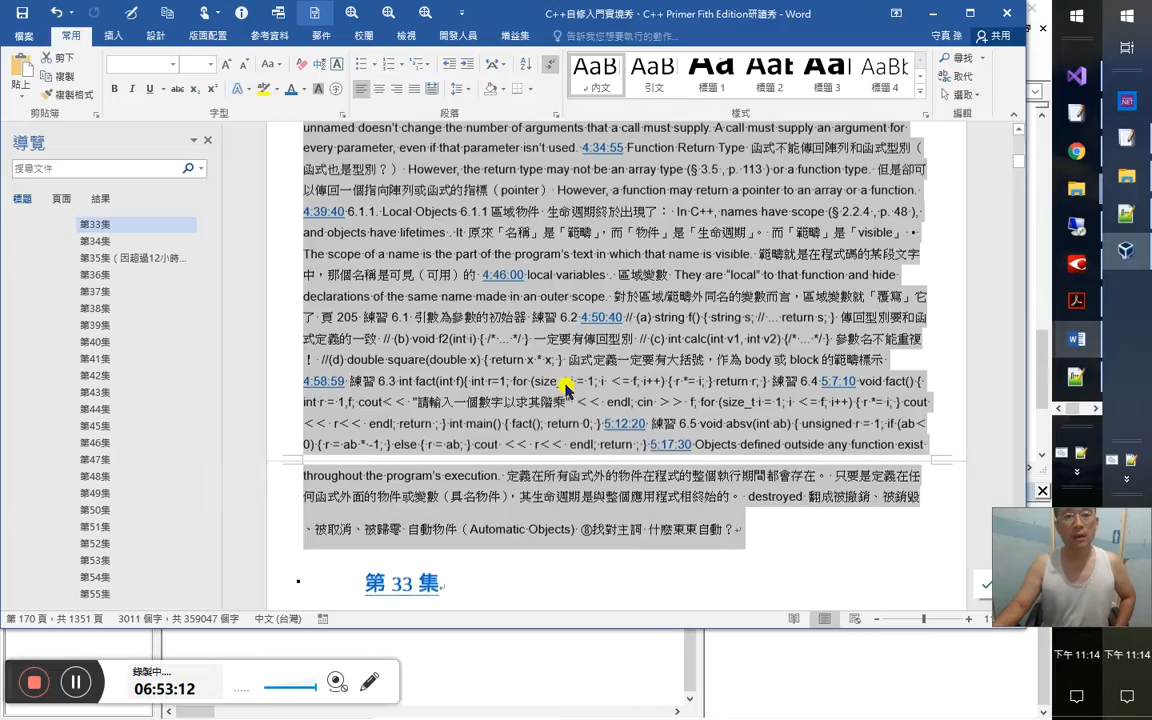 C++自修入門實境秀、C++ Primer Fith Edition研讀秀 - Word
檔案 常用 插入 設計 版面配置 參考資料 郵件 校閱 檢視 開發人員 增益集 告訴我您想要執行的動作... 守真 孫 共用
貼上 剪下 複製 複製格式
AaB AaBb Aa AaB AaB AaBb
內文 引文 標題 1 標題 2 標題 3 標題 4
尋找 取代 選取
剪貼簿 字型 段落 樣式 編輯
導覽
搜尋文件
標題 頁面 結果
第33集
第34集
第35集（因超過12小時...
第36集
第37集
第38集
第39集
第40集
第41集
第42集
第43集
第44集
第45集
第46集
第47集
第48集
第49集
第50集
第51集
第52集
第53集
第54集
第55集
unnamed doesn't change the number of arguments that a call must supply. A call must supply an argument for
every parameter, even if that parameter isn't used. 4:34:55 Function Return Type 函式不能傳回陣列和函式型別（
函式也是型別？） However, the return type may not be an array type (§ 3.5, p. 113) or a function type. 但是卻可
以傳回一個指向陣列或函式的指標（pointer） However, a function may return a pointer to an array or a function.
4:39:40 6.1.1. Local Objects 6.1.1 區域物件 生命週期終於出現了： In C++, names have scope (§ 2.2.4, p. 48),
and objects have lifetimes. It 原來「名稱」是「範疇」，而「物件」是「生命週期」。而「範疇」是「visible」 •
The scope of a name is the part of the program's text in which that name is visible. 範疇就是在程式碼的某段文字
中，那個名稱是可見（可用）的 4:46:00 local variables. 區域變數 They are "local" to that function and hide
declarations of the same name made in an outer scope. 對於區域/範疇外同名的變數而言，區域變數就「覆寫」它
了 頁 205 練習 6.1 引數為參數的初始器 練習 6.2 4:50:40 // (a) string f() { string s; // ... return s; } 傳回型別要和函
式定義的一致 // (b) void f2(int i) { /* ... */ } 一定要有傳回型別 // (c) int calc(int v1, int v2) {/* ... */} 參數名不能重複
！ //(d) double square(double x) { return x * x; } 函式定義一定要有大括號，作為 body 或 block 的範疇標示
4:58:59 練習 6.3 int fact(int f){ int r=1; for (size_t i = 1; i ＜= f; i++) { r *= i; } return r; } 練習 6.4 5:7:10 void fact() {
int r = 1,f; cout＜＜ "請輸入一個數字以求其階乘" ＜＜ endl; cin ＞＞ f; for (size_t i = 1; i ＜= f; i++) { r *= i; } cout
＜＜ r＜＜ endl; return ; } int main() { fact(); return 0; } 5:12:20 練習 6.5 void absv(int ab) { unsigned r = 1; if (ab＜
0) { r = ab * -1; } else { r = ab; } cout ＜＜ r＜＜ endl; return ; } 5:17:30 Objects defined outside any function exist
throughout the program's execution. 定義在所有函式外的物件在程式的整個執行期間都會存在。 只要是定義在任
何函式外面的物件或變數（具名物件），其生命週期是與整個應用程式相終始的。 destroyed 翻成被撤銷、被銷毀
、被取消、被歸零 自動物件（Automatic Objects) ⑧找對主詞 什麼東東自動？
第 33 集
第 170 頁，共 1351 頁 3011 個字，共 359047 個字 中文 (台灣)
錄製中...
06:53:12
下午 11:14 下午 11:14